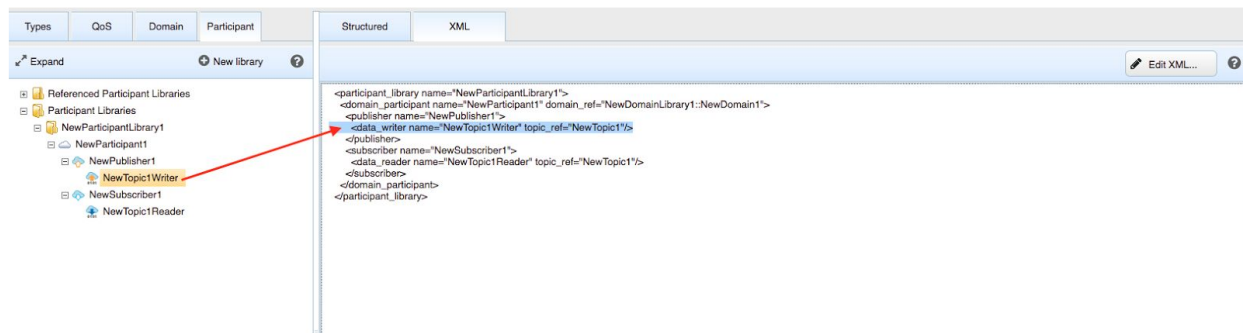 Types QoS Domain Participant
Expand New library
Referenced Participant Libraries
Participant Libraries
NewParticipantLibrary1
NewParticipant1
NewPublisher1
NewTopic1Writer
NewSubscriber1
NewTopic1Reader
Structured XML
Edit XML...
<participant_library name="NewParticipantLibrary1">
<domain_participant name="NewParticipant1" domain_ref="NewDomainLibrary1::NewDomain1">
<publisher name="NewPublisher1">
<data_writer name="NewTopic1Writer" topic_ref="NewTopic1"/>
</publisher>
<subscriber name="NewSubscriber1">
<data_reader name="NewTopic1Reader" topic_ref="NewTopic1"/>
</subscriber>
</domain_participant>
</participant_library>